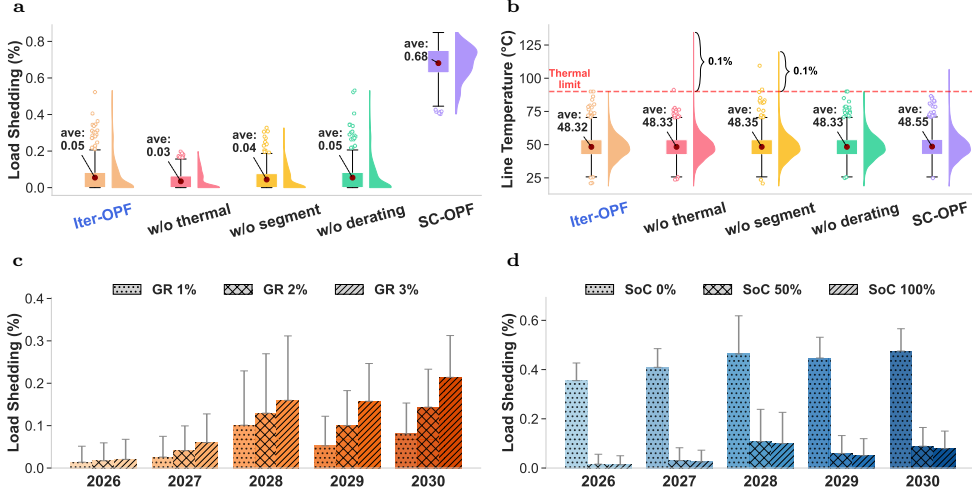 a
Load Shedding (%)
0.8
0.6
0.4
0.2
0.0
ave:
0.05
ave:
0.03
ave:
0.04
ave:
0.05
ave:
0.68
Iter-OPF
w/o thermal
w/o segment
w/o derating
SC-OPF
b
Line Temperature (°C)
125
100
75
50
25
Thermal
limit
0.1%
0.1%
ave:
48.32
ave:
48.33
ave:
48.35
ave:
48.33
ave:
48.55
Iter-OPF
w/o thermal
w/o segment
w/o derating
SC-OPF
c
GR 1%
GR 2%
GR 3%
Load Shedding (%)
0.4
0.3
0.2
0.1
0.0
2026
2027
2028
2029
2030
d
SoC 0%
SoC 50%
SoC 100%
Load Shedding (%)
0.6
0.4
0.2
0.0
2026
2027
2028
2029
2030